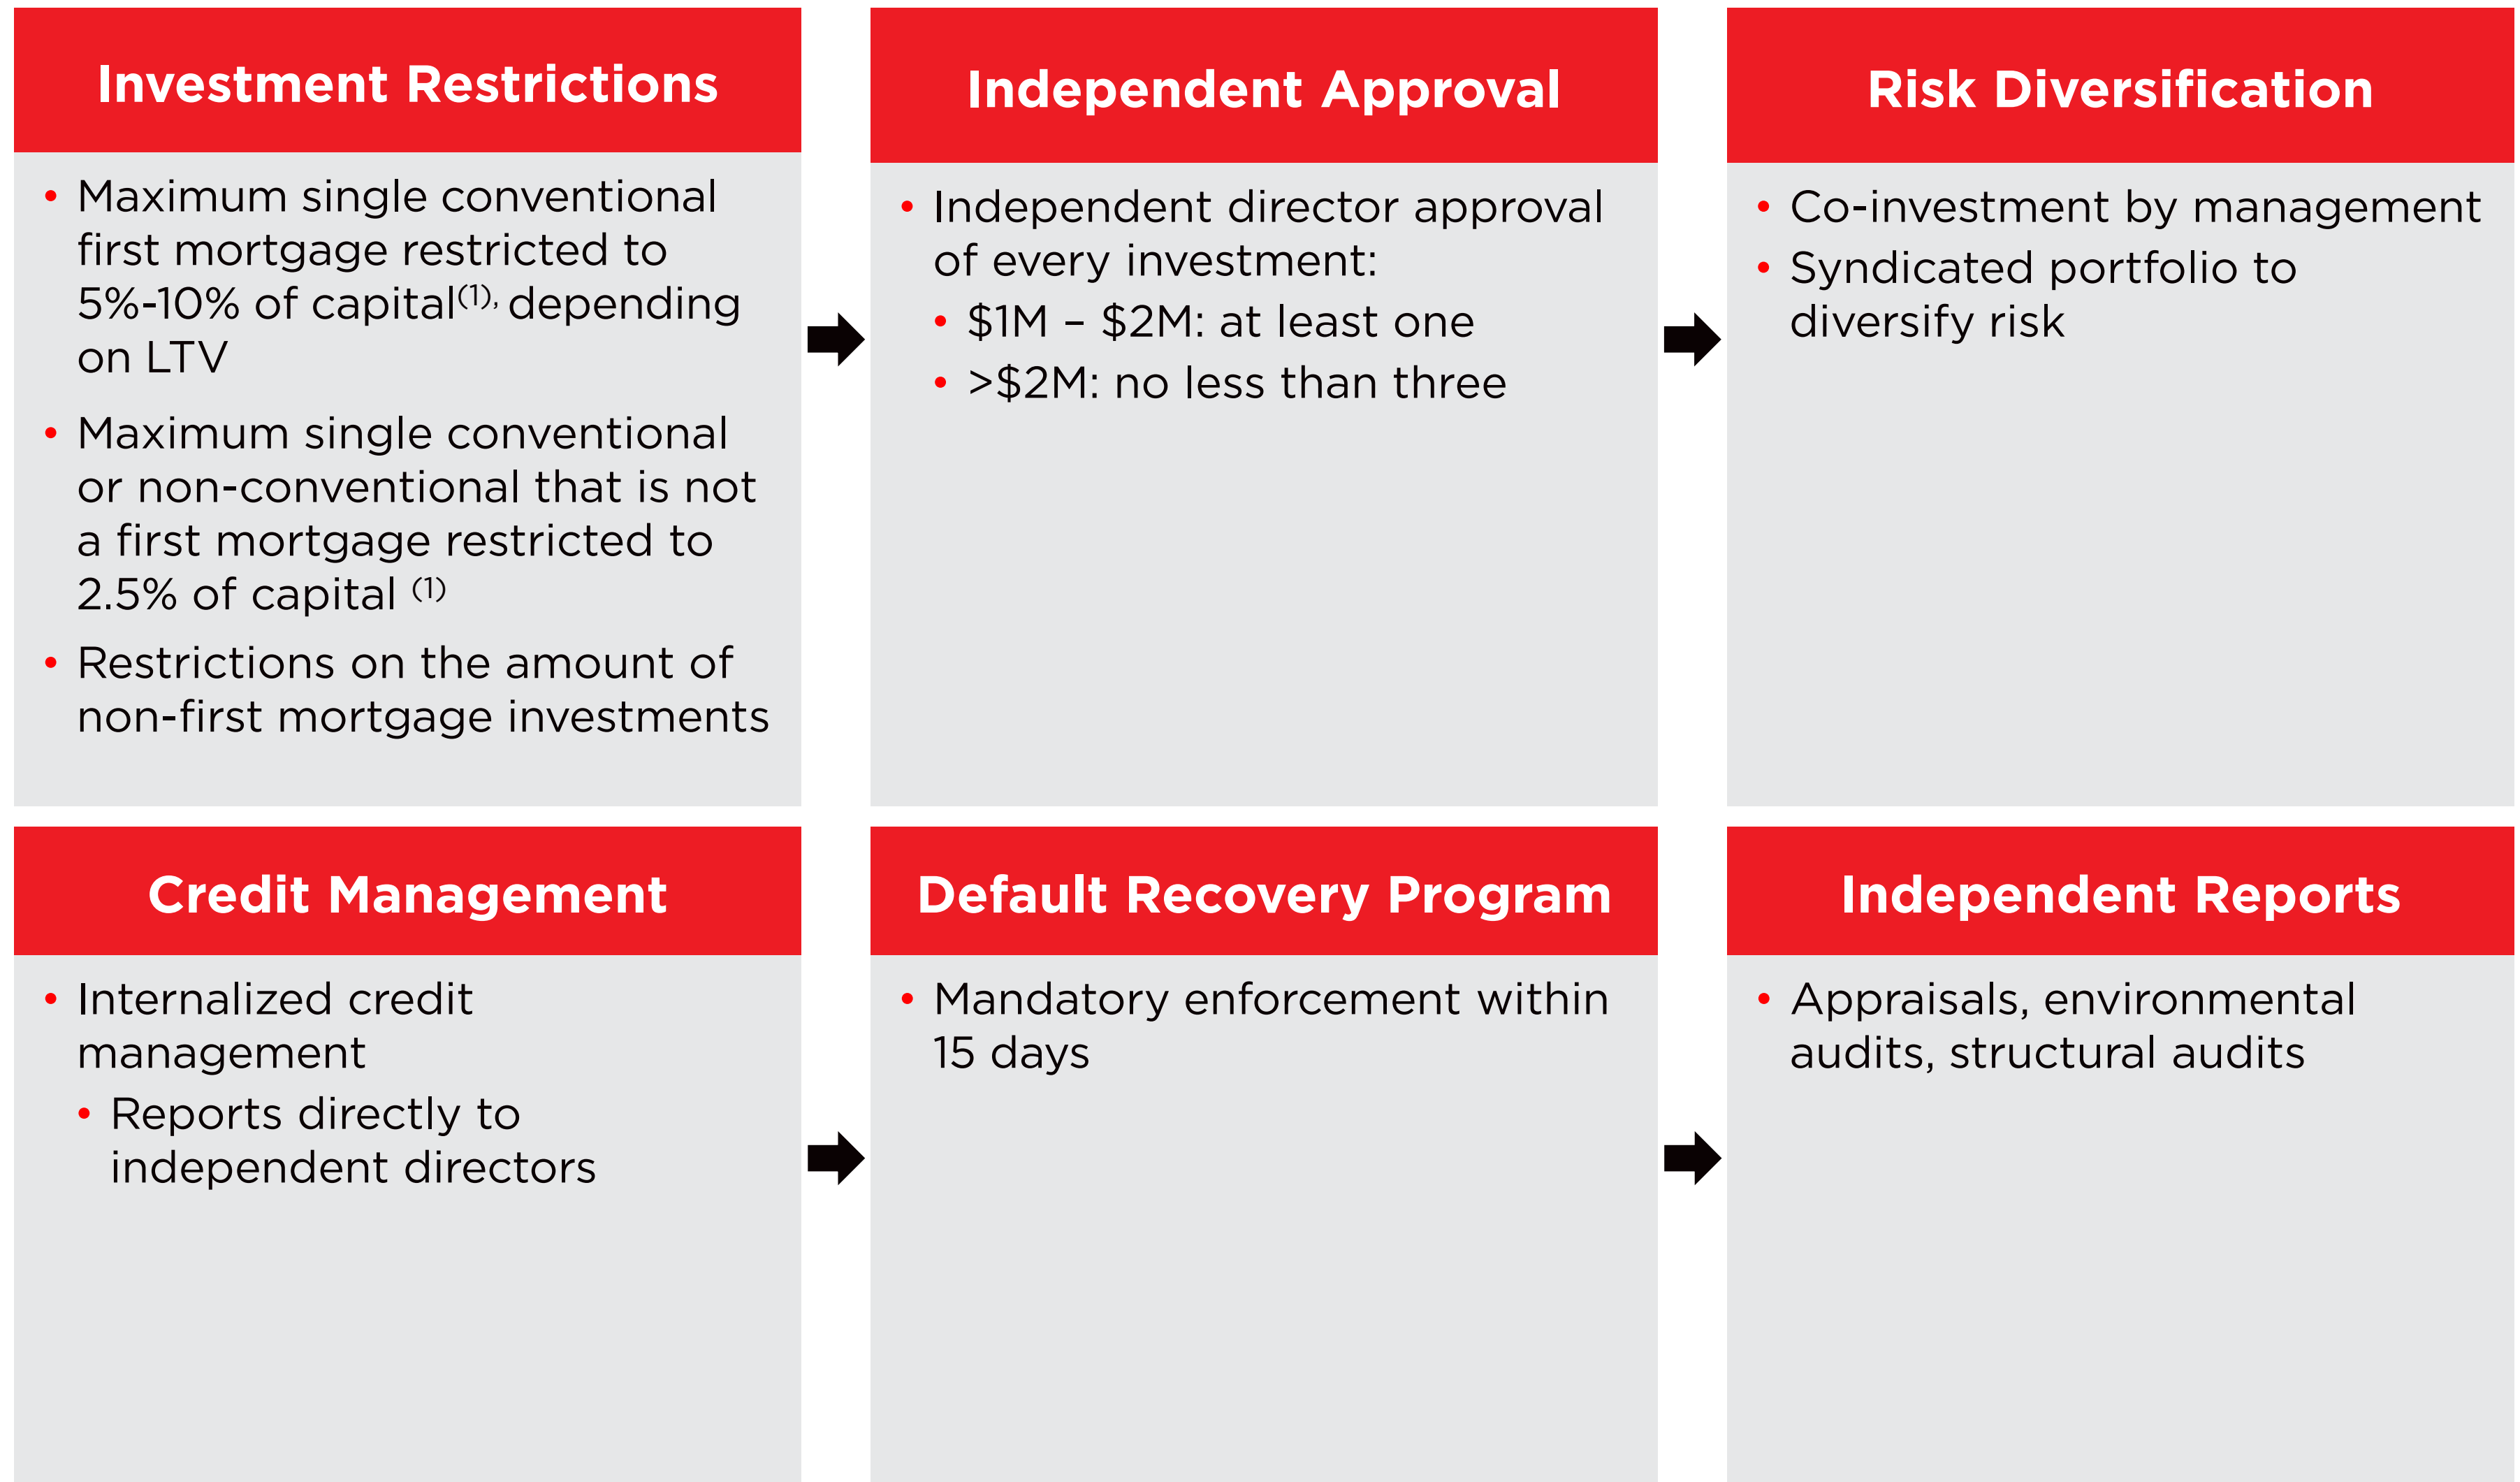 Investment Restrictions
• Maximum single conventional
first mortgage restricted to
5%-10% of capital(1), depending
on LTV
• Maximum single conventional
or non-conventional that is not
a first mortgage restricted to
2.5% of capital (1)
• Restrictions on the amount of
non-first mortgage investments
Independent Approval
• Independent director approval
of every investment:
• $1M – $2M: at least one
• >$2M: no less than three
Risk Diversification
• Co-investment by management
• Syndicated portfolio to
diversify risk
Credit Management
• Internalized credit
management
• Reports directly to
independent directors
Default Recovery Program
• Mandatory enforcement within
15 days
Independent Reports
• Appraisals, environmental
audits, structural audits